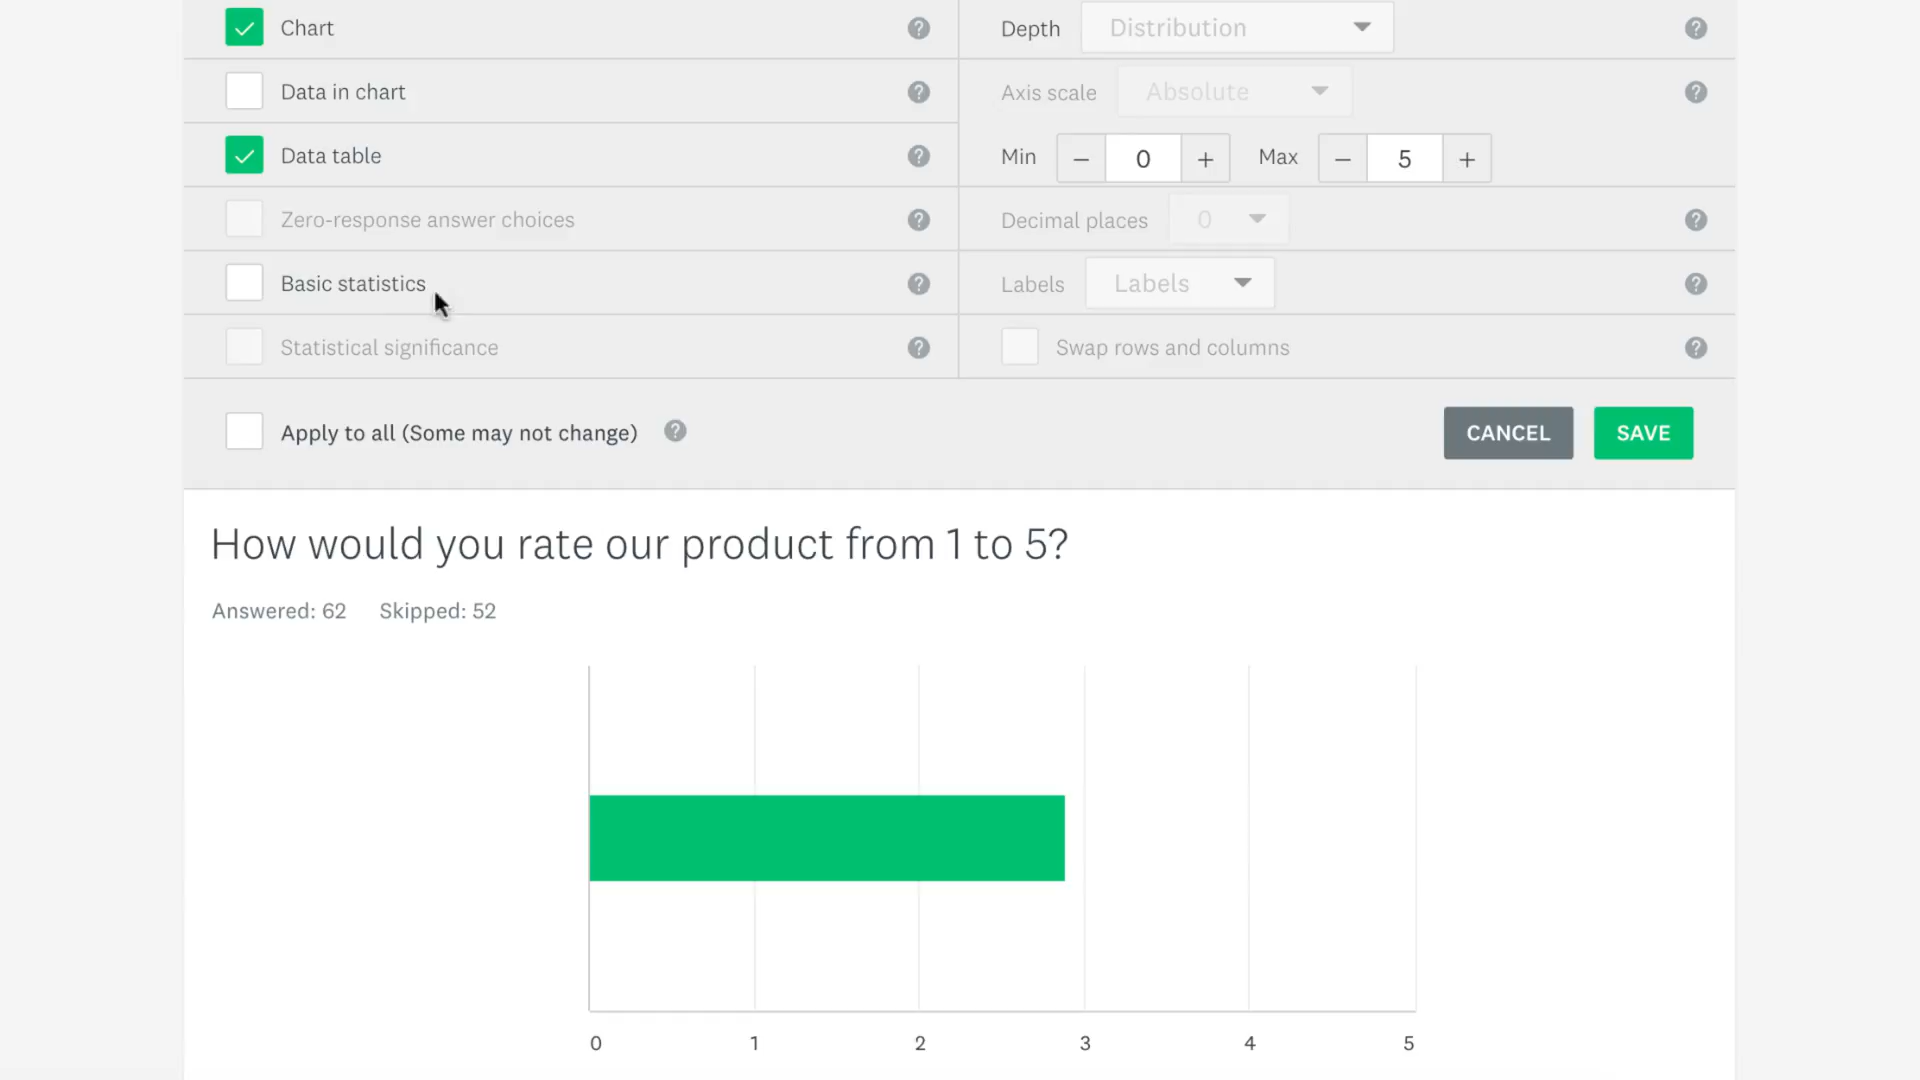 Chart ?
Data in chart ?
Data table ?
Zero-response answer choices ?
Basic statistics ?
Statistical significance ?
Depth Distribution ?
Axis scale Absolute ?
Min – 0 + Max – 5 +
Decimal places 0 ?
Labels Labels ?
Swap rows and columns ?
Apply to all (Some may not change) ?
CANCEL SAVE
How would you rate our product from 1 to 5?
Answered: 62 Skipped: 52
0 1 2 3 4 5